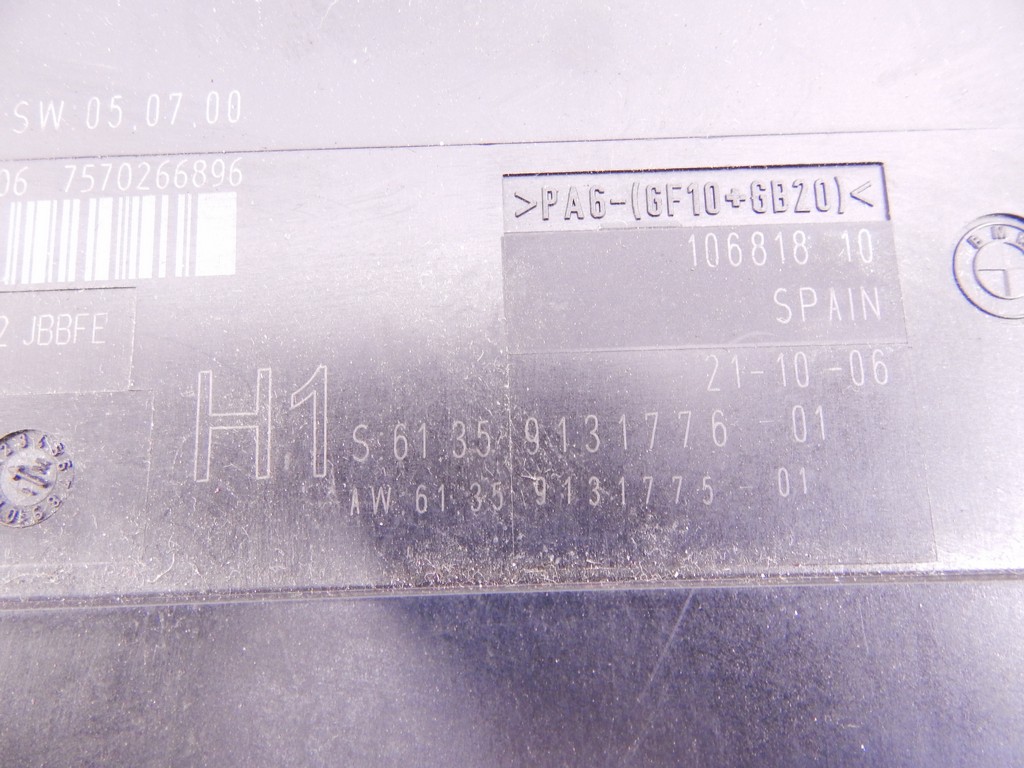 SW:05.07.00
06 7570266896
>PA6-(GF10+GB20)<
106818 10
SPAIN
2 JBBFE
21-10-06
H1
S:61.35 9131776-01
AW:61.35 9131775-01
BMW